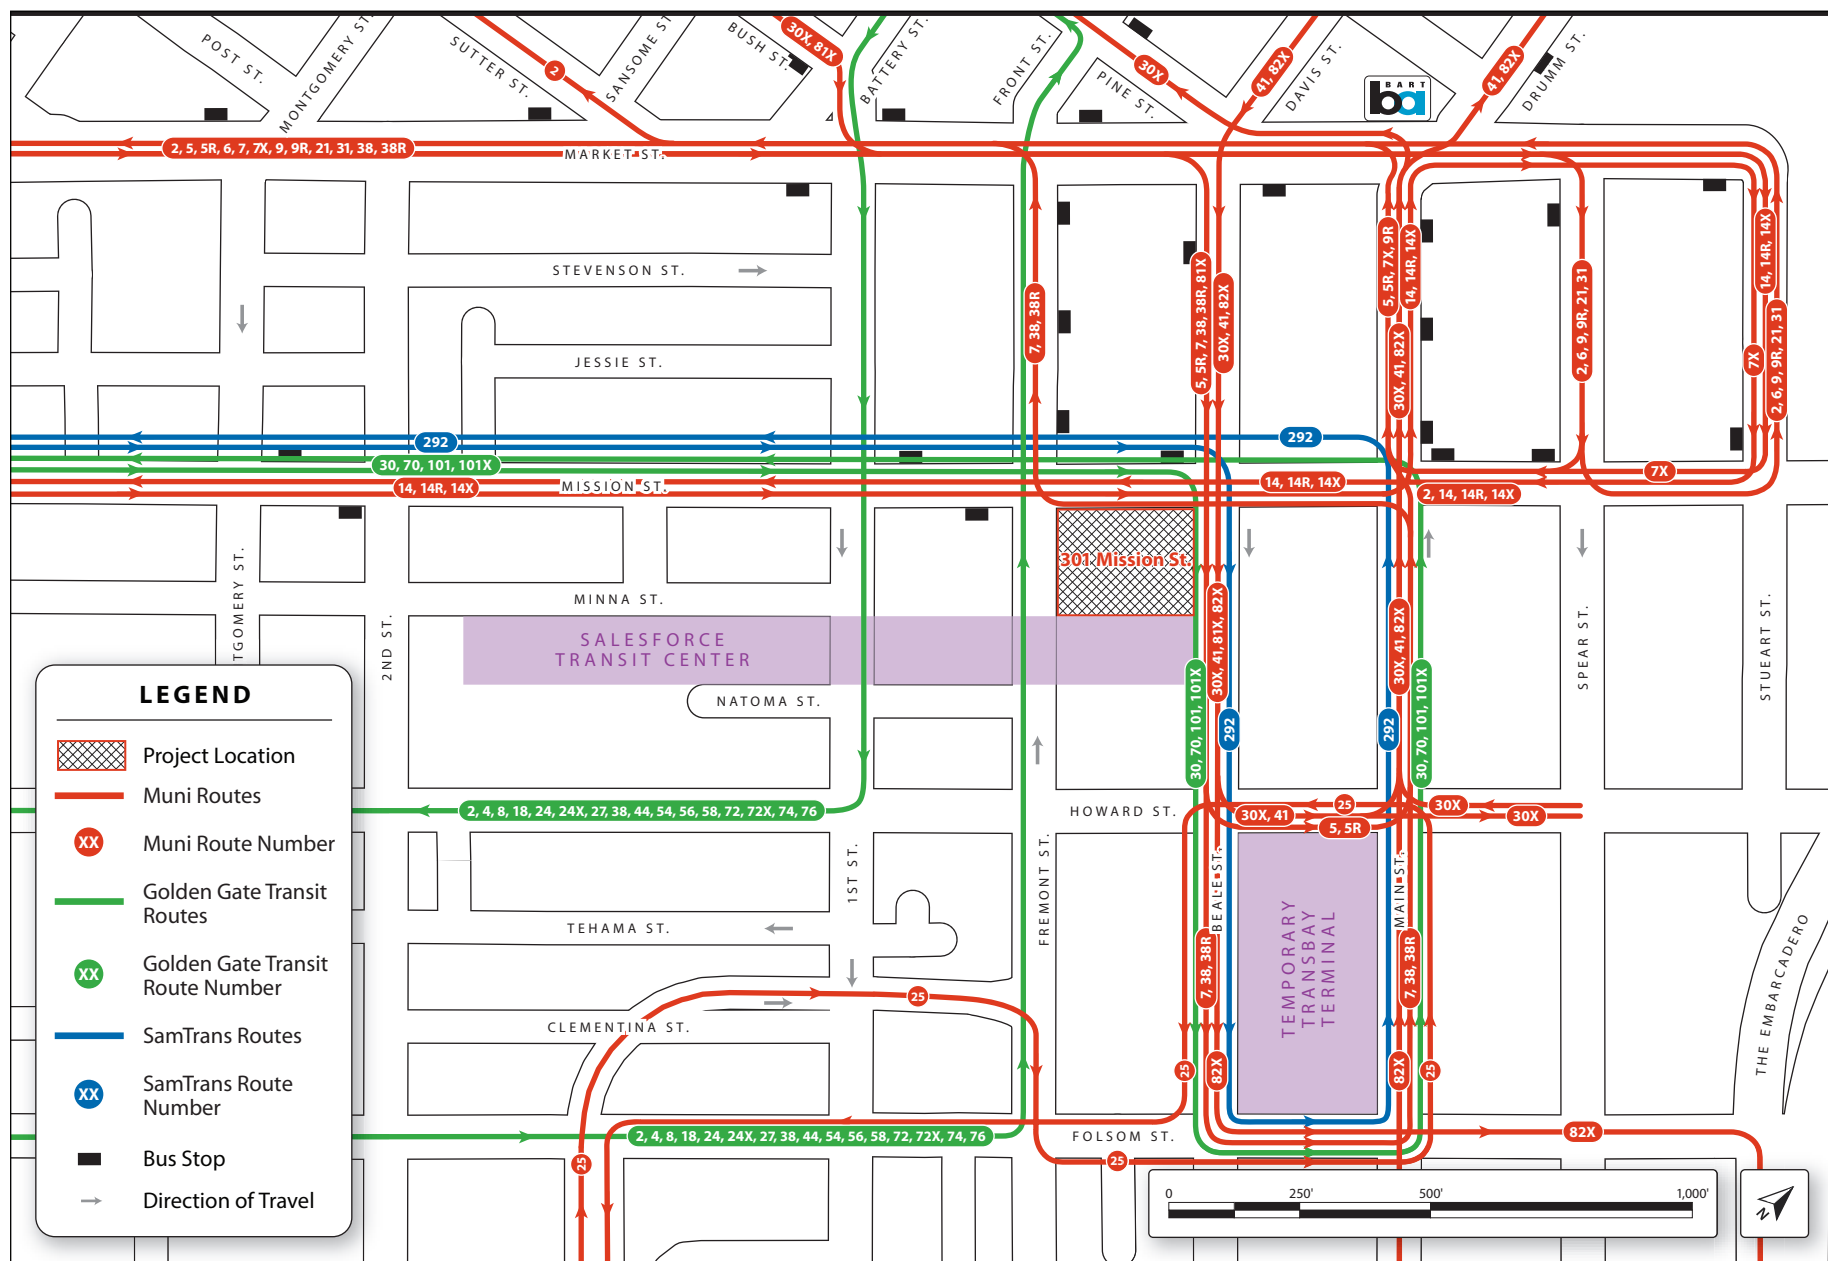 POST ST.
MONTGOMERY ST.
SUTTER ST.
2
SANSOME ST.
BUSH ST.
30X, 81X
BATTERY ST.
FRONT ST.
PINE ST.
30X
41, 82X
DAVIS ST.
BART
ba
41, 82X
DRUMM ST.
2, 5, 5R, 6, 7, 7X, 9, 9R, 21, 31, 38, 38R
MARKET ST.
STEVENSON ST.
JESSIE ST.
7, 38, 38R
5, 5R, 7, 38, 38R, 81X
30X, 41, 82X
5, 5R, 7X, 9R
14, 14R, 14X
30X, 41, 82X
2, 6, 9, 9R, 21, 31
14, 14R, 14X
7X
2, 6, 9, 9R, 21, 31
292
292
30, 70, 101, 101X
14, 14R, 14X
MISSION ST.
14, 14R, 14X
2, 14, 14R, 14X
7X
301 Mission St.
MINNA ST.
TGOMERY ST.
2ND ST.
SALESFORCE
TRANSIT CENTER
NATOMA ST.
30X, 41, 81X, 82X
30, 70, 101, 101X
292
292
30X, 41, 82X
30, 70, 101, 101X
SPEAR ST.
STUEART ST.
2, 4, 8, 18, 24, 24X, 27, 38, 44, 54, 56, 58, 72, 72X, 74, 76
HOWARD ST.
25
30X, 41
5, 5R
30X
30X
1ST ST.
FREMONT ST.
BEALE ST.
MAIN ST.
TEHAMA ST.
TEMPORARY
TRANSBAY
TERMINAL
7, 38, 38R
7, 38, 38R
THE EMBARCADERO
25
CLEMENTINA ST.
25
82X
82X
25
2, 4, 8, 18, 24, 24X, 27, 38, 44, 54, 56, 58, 72, 72X, 74, 76
FOLSOM ST.
82X
25
25
LEGEND
Project Location
Muni Routes
XX
Muni Route Number
Golden Gate Transit
Routes
XX
Golden Gate Transit
Route Number
SamTrans Routes
XX
SamTrans Route
Number
Bus Stop
Direction of Travel
0
250'
500'
1,000'
N